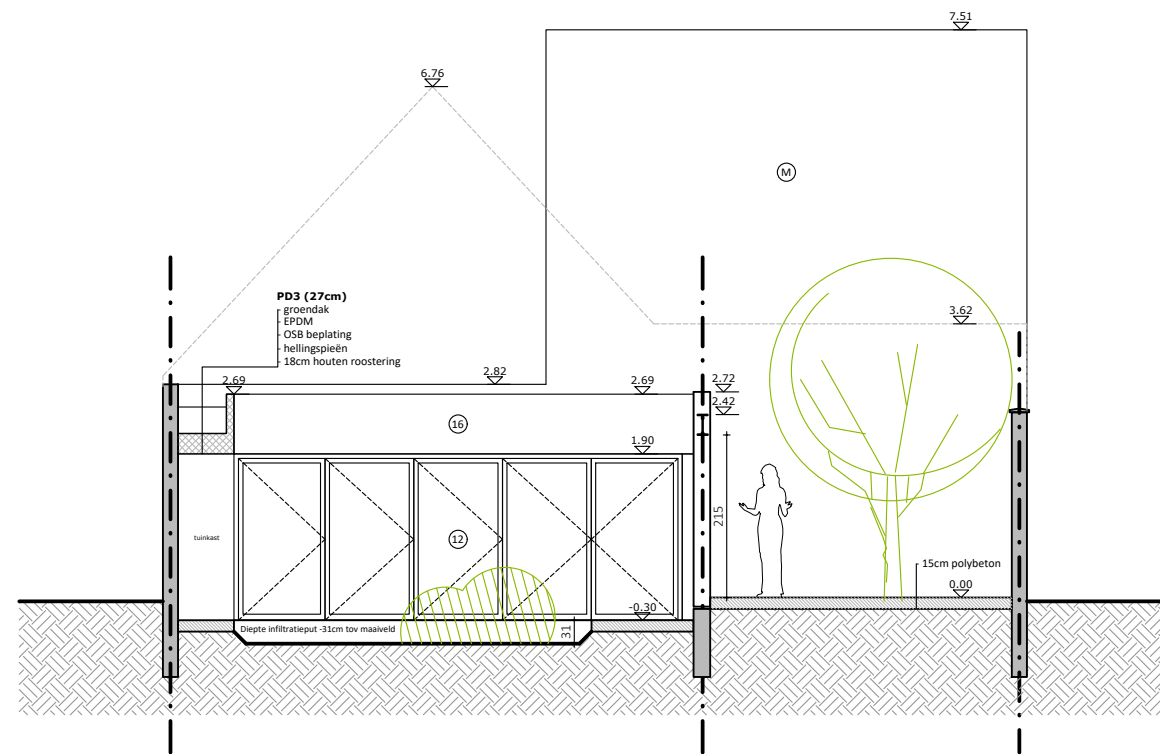 7.51
6.76
M
PD3 (27cm)
groendak
EPDM
OSB beplating
hellingspieën
18cm houten roostering
3.62
2.69
2.82
2.69
2.72
2.42
16
1.90
215
tuinkast
12
15cm polybeton
0.00
-0.30
Diepte infiltratieput -31cm tov maaiveld
31